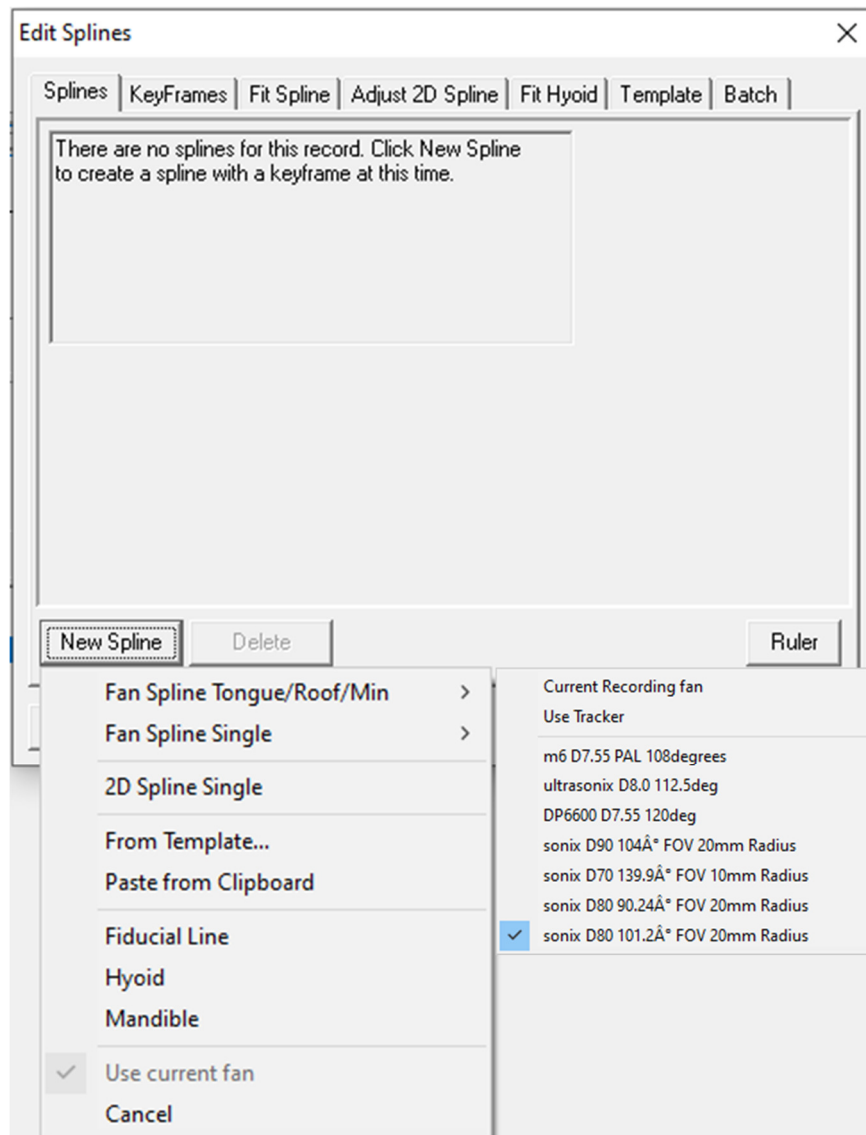 Edit Splines
Splines KeyFrames Fit Spline Adjust 2D Spline Fit Hyoid Template Batch
There are no splines for this record. Click New Spline
to create a spline with a keyframe at this time.
New Spline Delete Ruler
Fan Spline Tongue/Roof/Min
Fan Spline Single
2D Spline Single
From Template...
Paste from Clipboard
Fiducial Line
Hyoid
Mandible
Use current fan
Cancel
Current Recording fan
Use Tracker
m6 D7.55 PAL 108degrees
ultrasonix D8.0 112.5deg
DP6600 D7.55 120deg
sonix D90 104° FOV 20mm Radius
sonix D70 139.9° FOV 10mm Radius
sonix D80 90.24° FOV 20mm Radius
sonix D80 101.2° FOV 20mm Radius